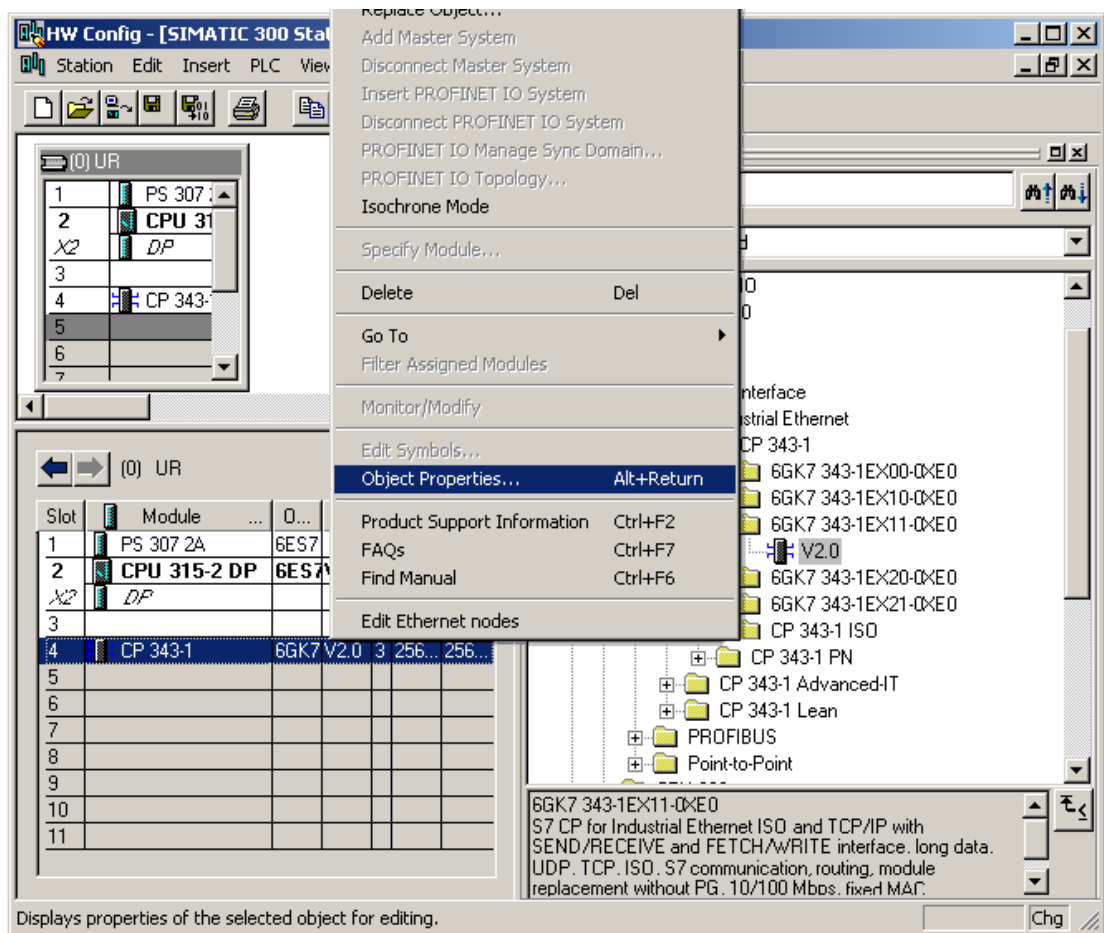 HW Config - [SIMATIC 300 Stat
Station Edit Insert PLC View
Replace Object...
Add Master System
Disconnect Master System
Insert PROFINET IO System
Disconnect PROFINET IO System
PROFINET IO Manage Sync Domain...
PROFINET IO Topology...
Isochrone Mode
Specify Module...
Delete Del
Go To
Filter Assigned Modules
Monitor/Modify
Edit Symbols...
Object Properties... Alt+Return
Product Support Information Ctrl+F2
FAQs Ctrl+F7
Find Manual Ctrl+F6
Edit Ethernet nodes
(0) UR
1 PS 307 2
2 CPU 31
X2 DP
3
4 CP 343-1
5
6
7
(0) UR
Slot Module ... O...
1 PS 307 2A 6ES7
2 CPU 315-2 DP 6ES7
X2 DP
3
4 CP 343-1 6GK7 V2.0 3 256... 256...
5
6
7
8
9
10
11
nterface
strial Ethernet
CP 343-1
6GK7 343-1EX00-0XE0
6GK7 343-1EX10-0XE0
6GK7 343-1EX11-0XE0
V2.0
6GK7 343-1EX20-0XE0
6GK7 343-1EX21-0XE0
CP 343-1 ISO
CP 343-1 PN
CP 343-1 Advanced-IT
CP 343-1 Lean
PROFIBUS
Point-to-Point
6GK7 343-1EX11-0XE0
S7 CP for Industrial Ethernet ISO and TCP/IP with
SEND/RECEIVE and FETCH/WRITE interface, long data,
UDP, TCP, ISO, S7 communication, routing, module
replacement without PG, 10/100 Mbps, fixed MAC
Displays properties of the selected object for editing. Chg